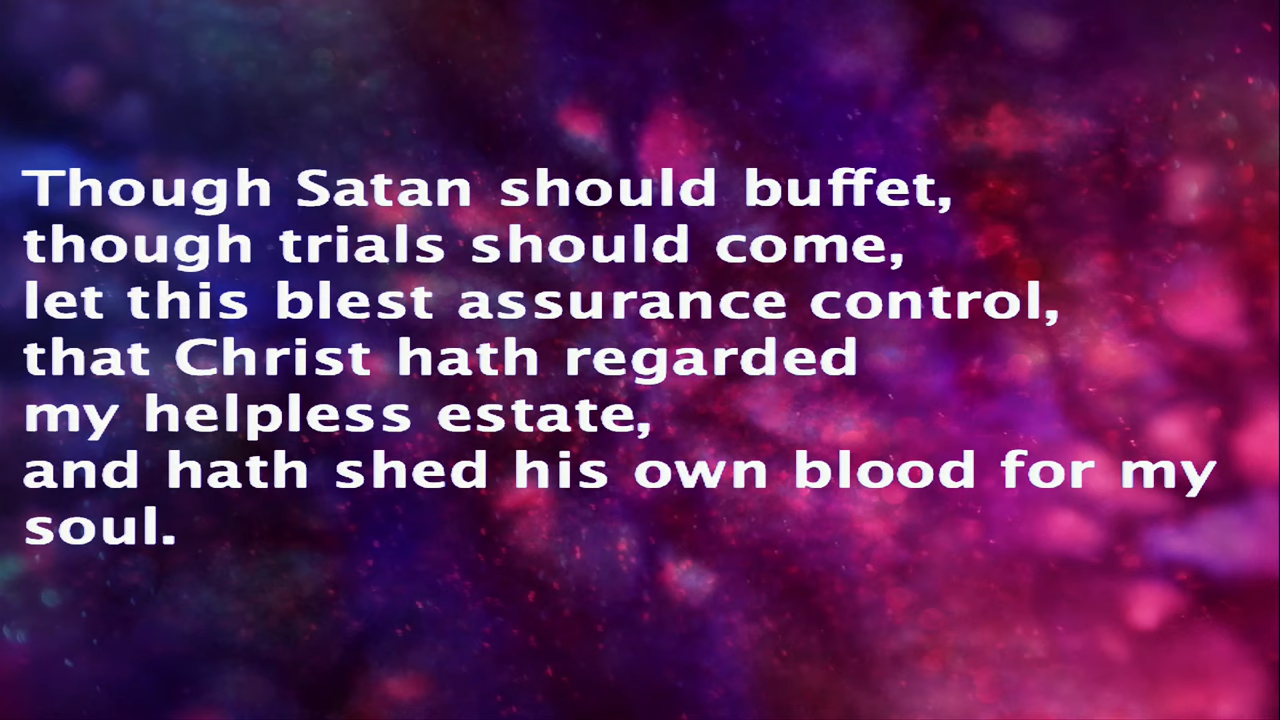 Though Satan should buffet,
though trials should come,
let this blest assurance control,
that Christ hath regarded
my helpless estate,
and hath shed his own blood for my
soul.